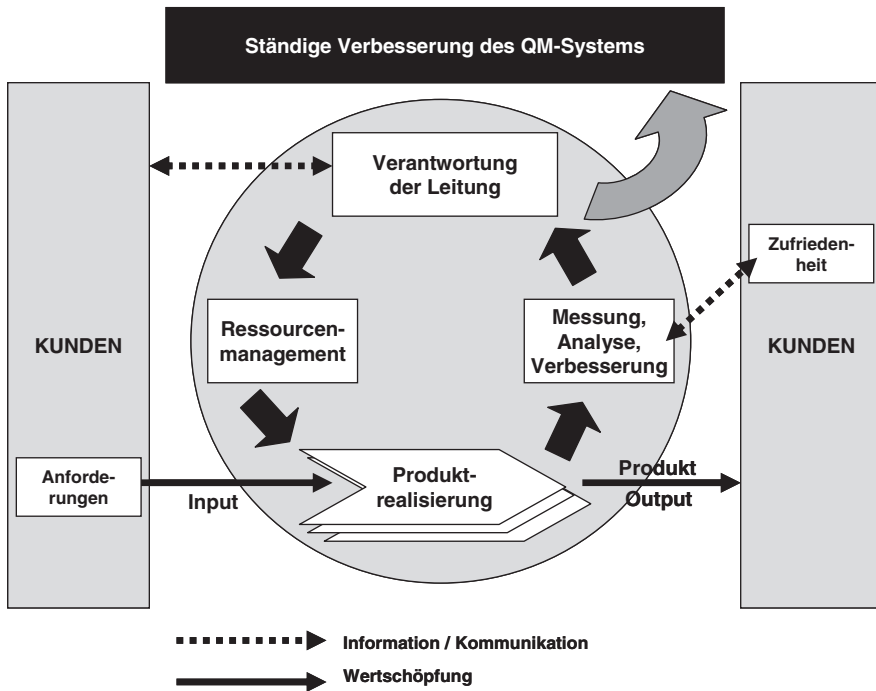 Ständige Verbesserung des QM-Systems
Verantwortung
der Leitung
Zufrieden-
heit
Ressourcen-
management
Messung,
Analyse,
Verbesserung
KUNDEN
KUNDEN
Anforde-
rungen
Input
Produkt-
realisierung
Produkt
Output
Information / Kommunikation
Wertschöpfung